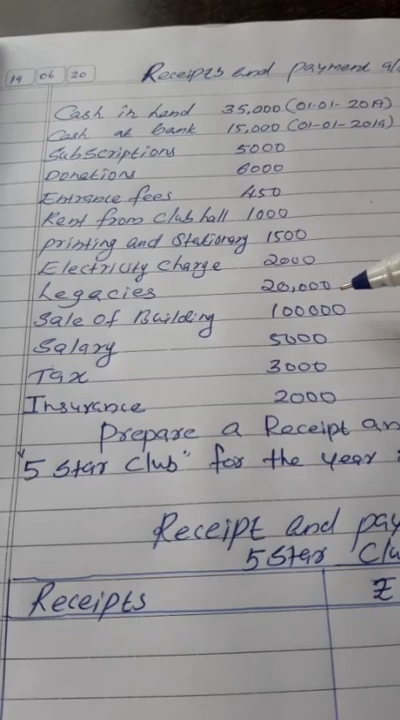 19 06 20
Receipts and payment a/c
Cash in hand 35,000 (01-01-2019)
Cash at bank 15,000 (01-01-2019)
Subscriptions 5000
Donations 6000
Entrance fees 450
Rent from Club hall 1000
printing and Stationary 1500
Electricity Charge 2000
Legacies 20,000
Sale of Building 100000
Salary 5000
Tax 3000
Insurance 2000
Prepare a Receipt an
"5 Star Club" for the year
Receipt and pay
5 Star Clu
Receipts ₹